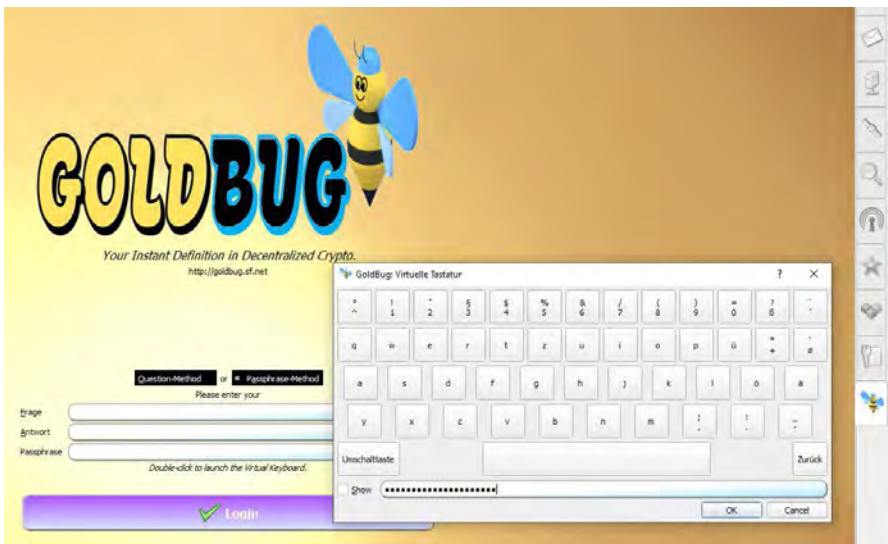 GOLDBUG
Your Instant Definition in Decentralized Crypto.
http://goldbug.sf.net
Question-Method or Passphrase-Method
Please enter your
Frage
Antwort
Passphrase
Double-click to launch the Virtual Keyboard.
Login
GoldBug: Virtuelle Tastatur ? ×
° ! " § $ % & / ( ) = ?
^ 1 2 3 4 5 6 7 8 9 0 ß
q w e r t z u i o p ü
a s d f g h j k l
y x c v b n m
Umschalttaste Zurück
Show
OK Cancel